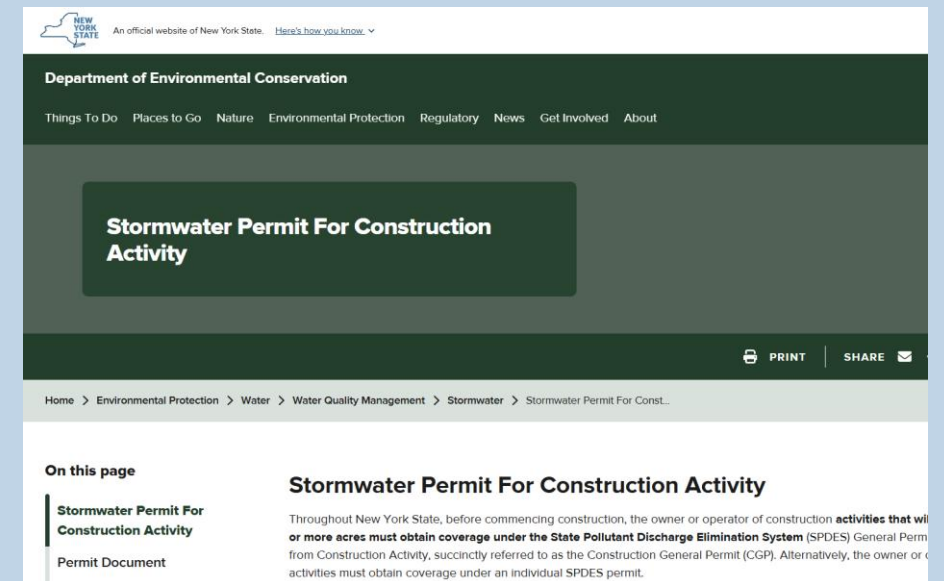 NEW
YORK
STATE
An official website of New York State. Here's how you know
Department of Environmental Conservation
Things To Do Places to Go Nature Environmental Protection Regulatory News Get Involved About
Stormwater Permit For Construction
Activity
PRINT SHARE
Home > Environmental Protection > Water > Water Quality Management > Stormwater > Stormwater Permit For Const...
On this page
Stormwater Permit For
Construction Activity
Permit Document
Stormwater Permit For Construction Activity
Throughout New York State, before commencing construction, the owner or operator of construction activities that
or more acres must obtain coverage under the State Pollutant Discharge Elimination System (SPDES) General
from Construction Activity, succinctly referred to as the Construction General Permit (CGP). Alternatively, the owner or
activities must obtain coverage under an individual SPDES permit.